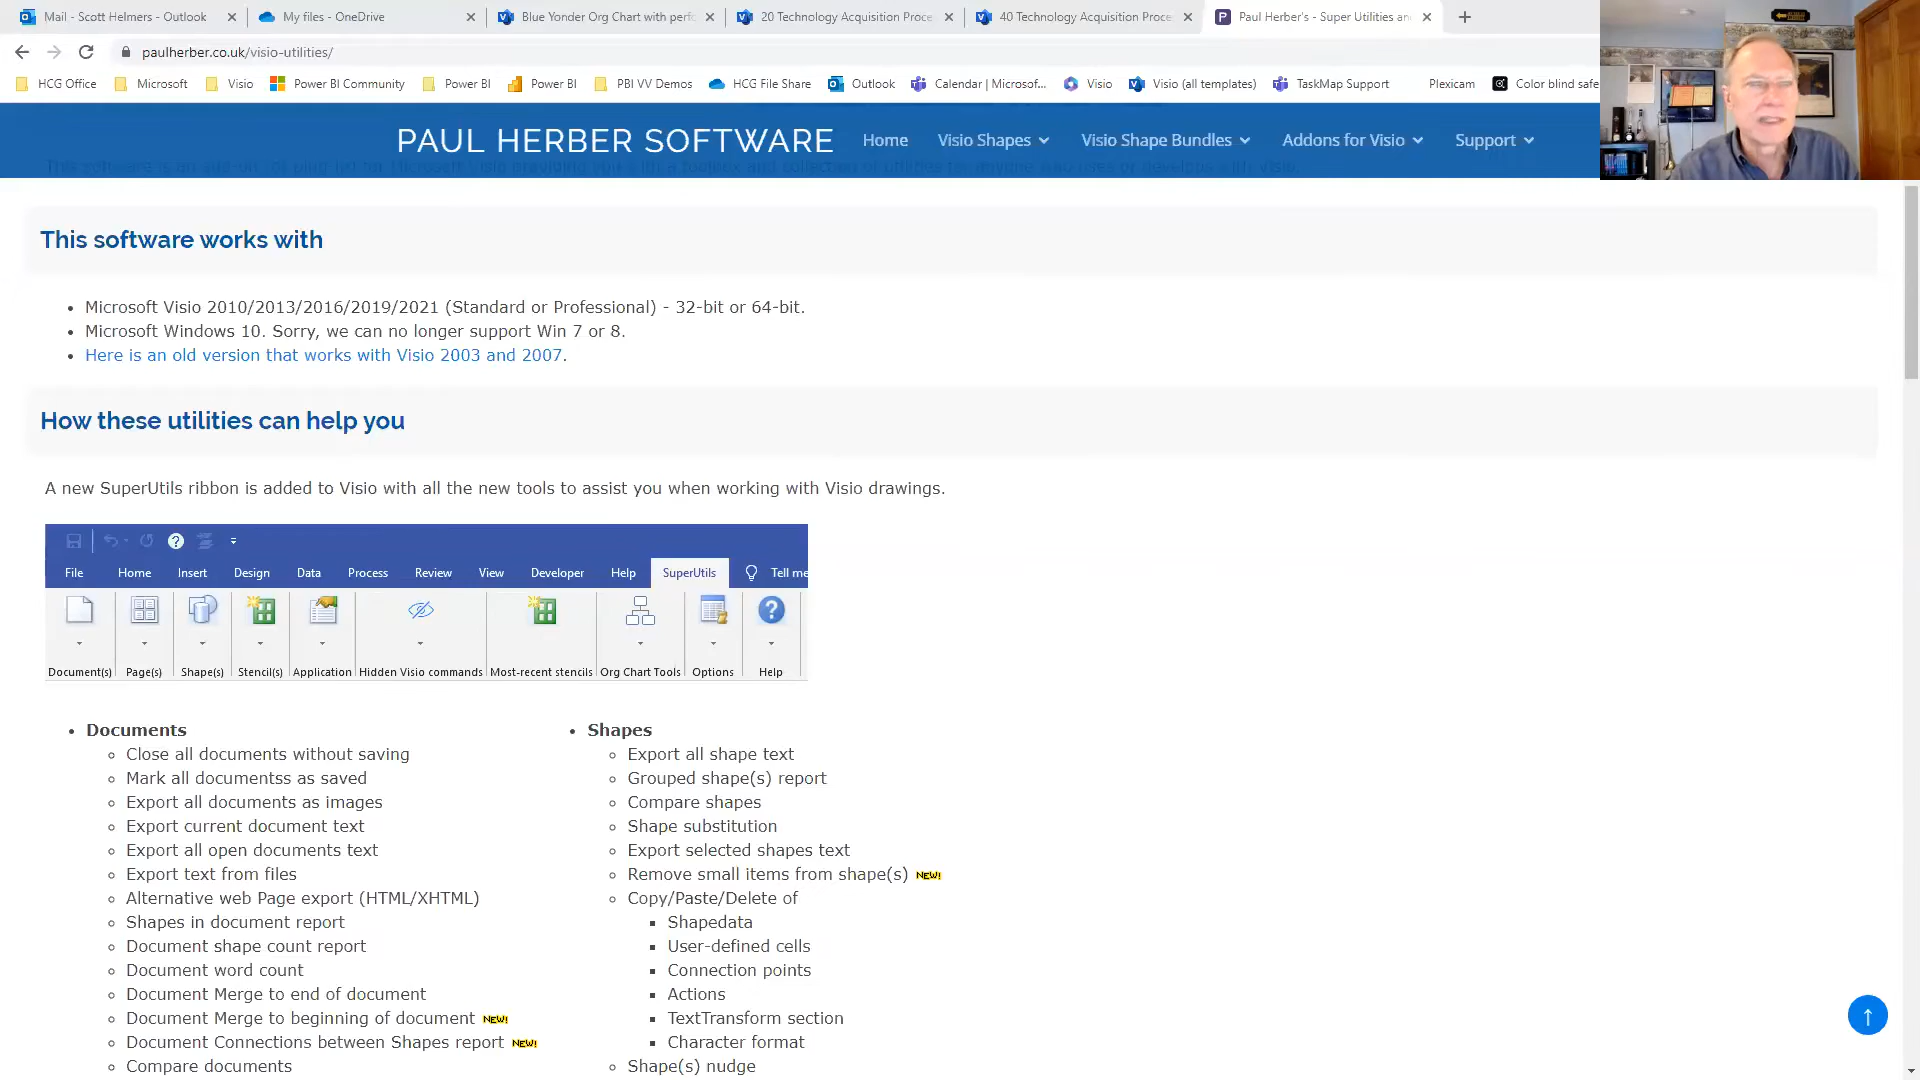 Mail - Scott Helmers - Outlook
My files - OneDrive
Blue Yonder Org Chart with perfo
20 Technology Acquisition Proce
40 Technology Acquisition Proce
Paul Herber's - Super Utilities an
paulherber.co.uk/visio-utilities/
HCG Office
Microsoft
Visio
Power BI Community
Power BI
Power BI
PBI VV Demos
HCG File Share
Outlook
Calendar | Microsof...
Visio
Visio (all templates)
TaskMap Support
Plexicam
Color blind safe
PAUL HERBER SOFTWARE
Home
Visio Shapes
Visio Shape Bundles
Addons for Visio
Support
This software works with
• Microsoft Visio 2010/2013/2016/2019/2021 (Standard or Professional) - 32-bit or 64-bit.
• Microsoft Windows 10. Sorry, we can no longer support Win 7 or 8.
• Here is an old version that works with Visio 2003 and 2007.
How these utilities can help you
A new SuperUtils ribbon is added to Visio with all the new tools to assist you when working with Visio drawings.
File Home Insert Design Data Process Review View Developer Help SuperUtils Tell me
Document(s) Page(s) Shape(s) Stencil(s) Application Hidden Visio commands Most-recent stencils Org Chart Tools Options Help
• Documents
Close all documents without saving
Mark all documentss as saved
Export all documents as images
Export current document text
Export all open documents text
Export text from files
Alternative web Page export (HTML/XHTML)
Shapes in document report
Document shape count report
Document word count
Document Merge to end of document
Document Merge to beginning of document NEW!
Document Connections between Shapes report NEW!
Compare documents
• Shapes
Export all shape text
Grouped shape(s) report
Compare shapes
Shape substitution
Export selected shapes text
Remove small items from shape(s) NEW!
Copy/Paste/Delete of
Shapedata
User-defined cells
Connection points
Actions
TextTransform section
Character format
Shape(s) nudge